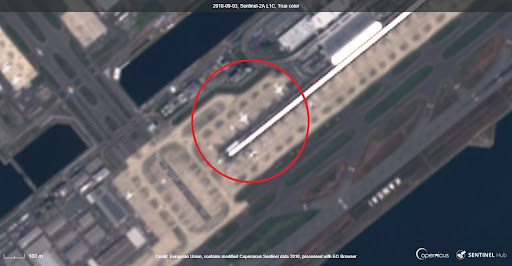 2018-09-03, Sentinel-2A L1C, True color
100 m
Credit: European Union, contains modified Copernicus Sentinel data 2018, processed with EO Browser
opernicus
SENTINEL Hub